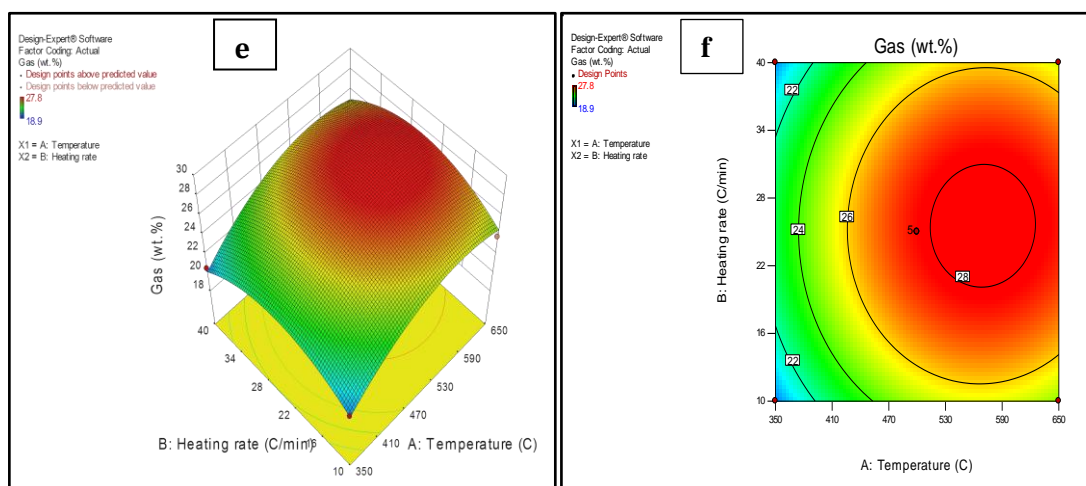 e
Design-Expert® Software
Factor Coding: Actual
Gas (wt.%)
Design points above predicted value
Design points below predicted value
27.8
18.9
X1 = A: Temperature
X2 = B: Heating rate
30
28
26
24
22
20
18
Gas (wt.%)
40
34
28
22
16
10
B: Heating rate (C/min)
350
410
470
530
590
650
A: Temperature (C)
f
Design-Expert® Software
Factor Coding: Actual
Gas (wt.%)
Design Points
27.8
18.9
X1 = A: Temperature
X2 = B: Heating rate
Gas (wt.%)
40
34
28
22
16
10
B: Heating rate (C/min)
22
24
26
5
28
22
350
410
470
530
590
650
A: Temperature (C)